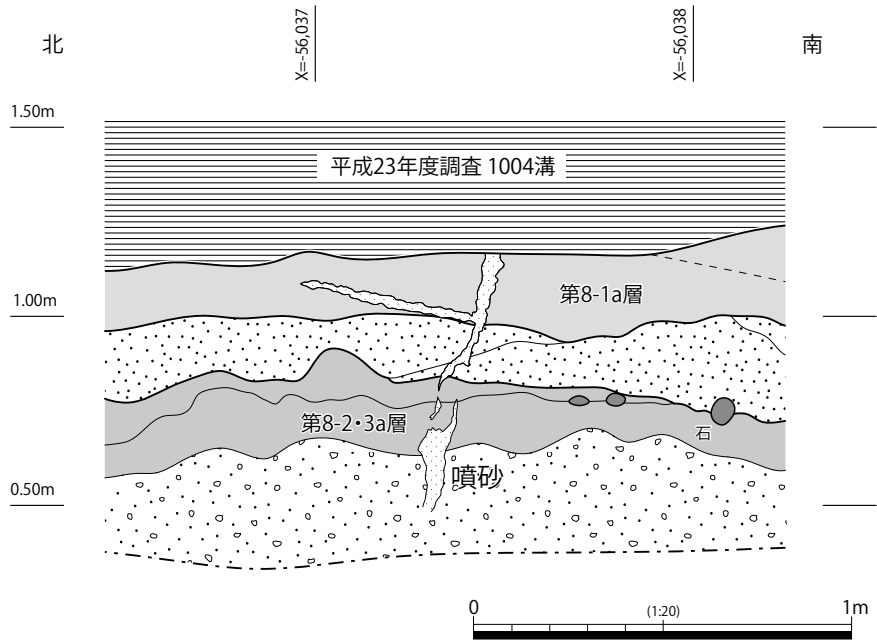 北
X=-56,037
X=-56,038
南
1.50m
平成23年度調査 1004溝
第8-1a層
1.00m
第8-2・3a層
石
噴砂
0.50m
0
(1:20)
1m